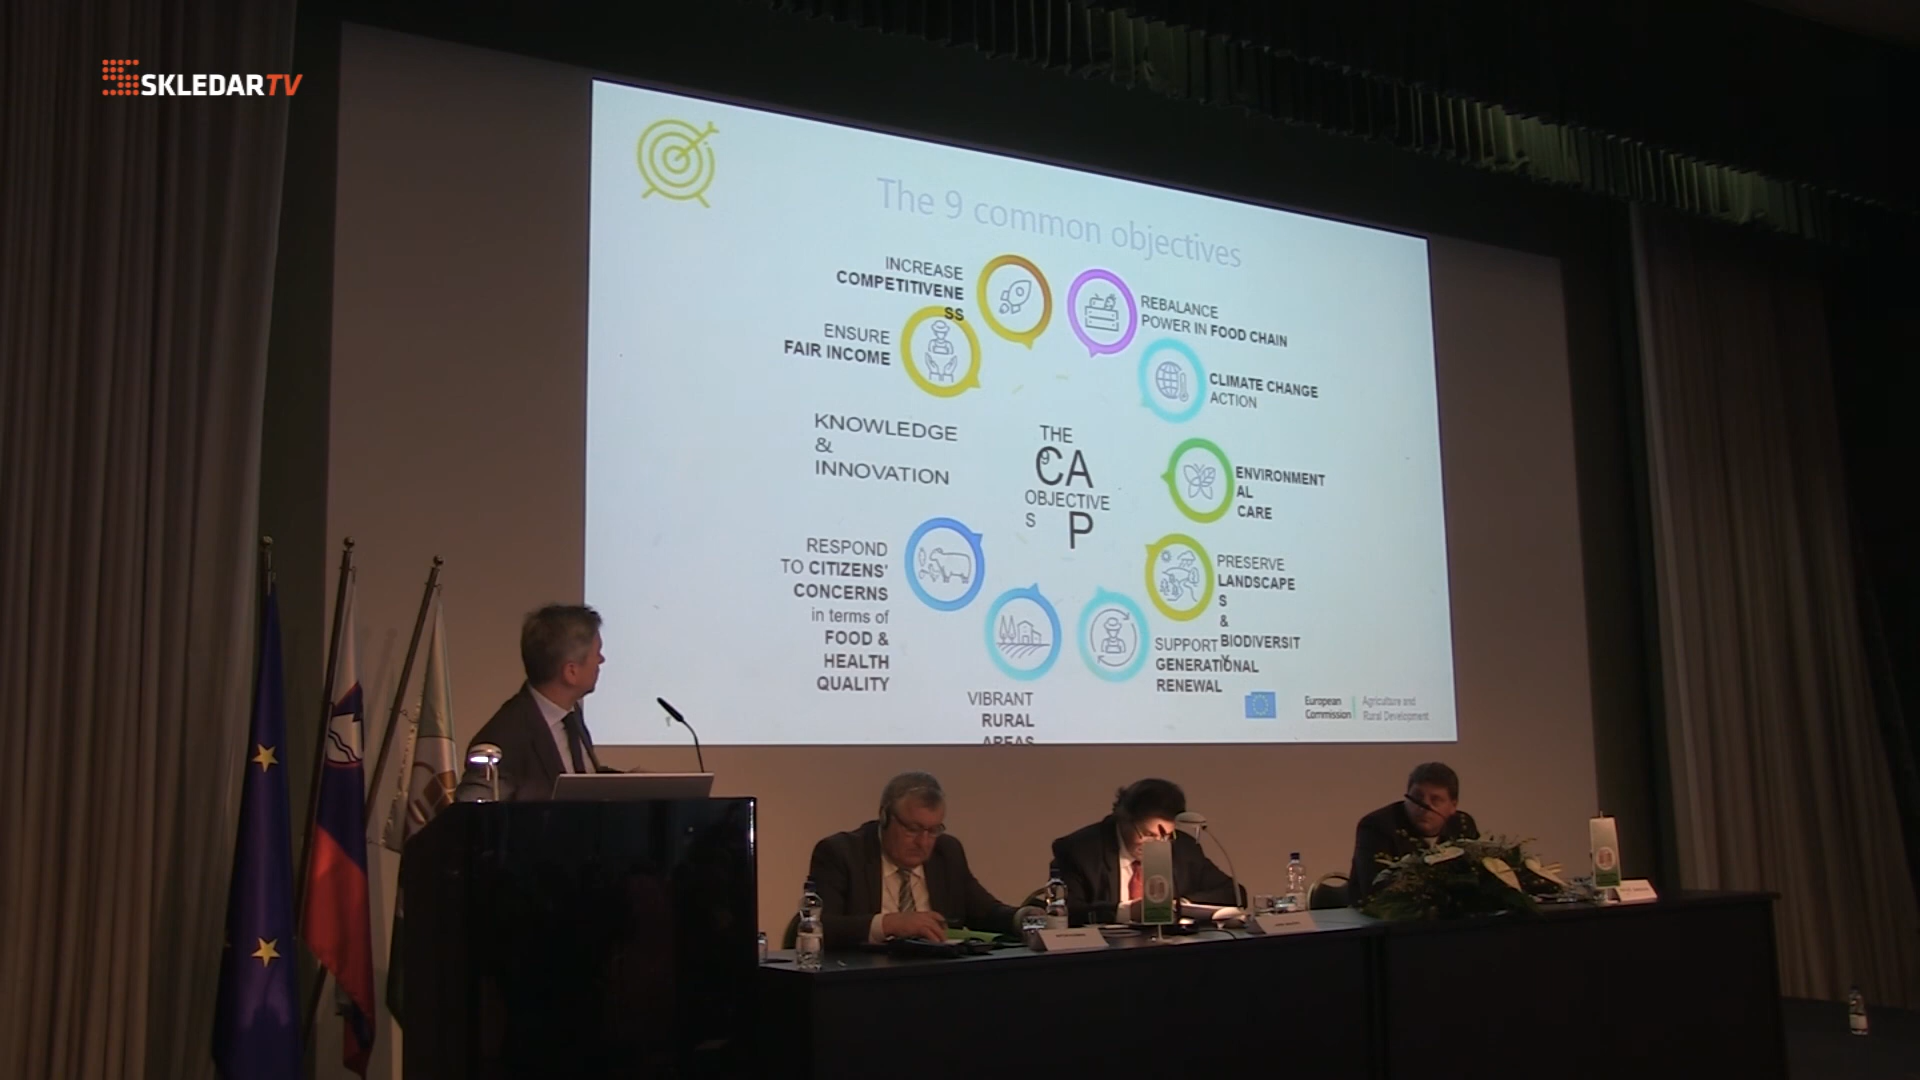 SKLEDARTV
The 9 common objectives
INCREASE
COMPETITIVENE
SS
REBALANCE
POWER IN FOOD CHAIN
ENSURE
FAIR INCOME
CLIMATE CHANGE
ACTION
KNOWLEDGE
&
INNOVATION
THE
9
CA
OBJECTIVE
S
P
ENVIRONMENT
AL
CARE
RESPOND
TO CITIZENS'
CONCERNS
in terms of
FOOD &
HEALTH
QUALITY
PRESERVE
LANDSCAPE
S
&
BIODIVERSIT
Y
SUPPORT
GENERATIONAL
RENEWAL
VIBRANT
RURAL
AREAS
European
Commission
Agriculture and
Rural Development